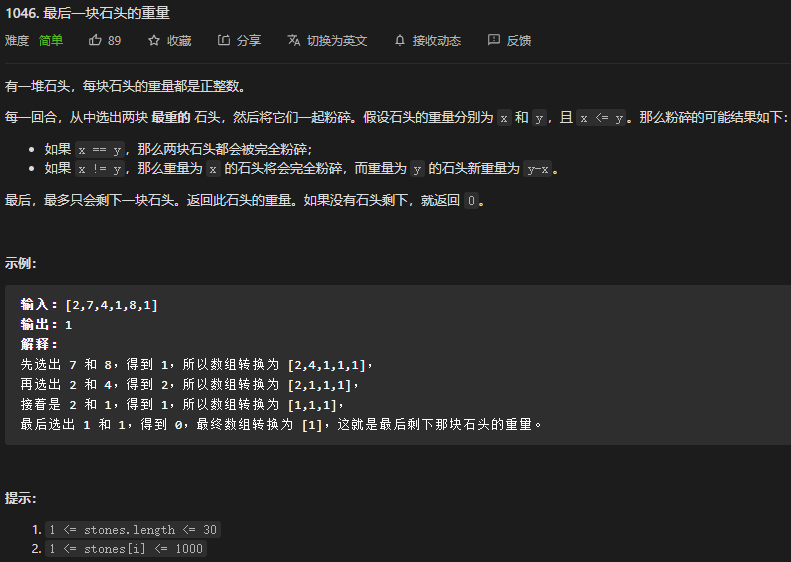 1046. 最后一块石头的重量
难度 简单 89 收藏 分享 切换为英文 接收动态 反馈
有一堆石头，每块石头的重量都是正整数。
每一回合，从中选出两块 最重的 石头，然后将它们一起粉碎。假设石头的重量分别为 x 和 y，且 x <= y。那么粉碎的可能结果如下：
如果 x == y，那么两块石头都会被完全粉碎；
如果 x != y，那么重量为 x 的石头将会完全粉碎，而重量为 y 的石头新重量为 y-x。
最后，最多只会剩下一块石头。返回此石头的重量。如果没有石头剩下，就返回 0。
示例：
输入：[2,7,4,1,8,1]
输出：1
解释：
先选出 7 和 8，得到 1，所以数组转换为 [2,4,1,1,1]，
再选出 2 和 4，得到 2，所以数组转换为 [2,1,1,1]，
接着是 2 和 1，得到 1，所以数组转换为 [1,1,1]，
最后选出 1 和 1，得到 0，最终数组转换为 [1]，这就是最后剩下那块石头的重量。
提示：
1. 1 <= stones.length <= 30
2. 1 <= stones[i] <= 1000